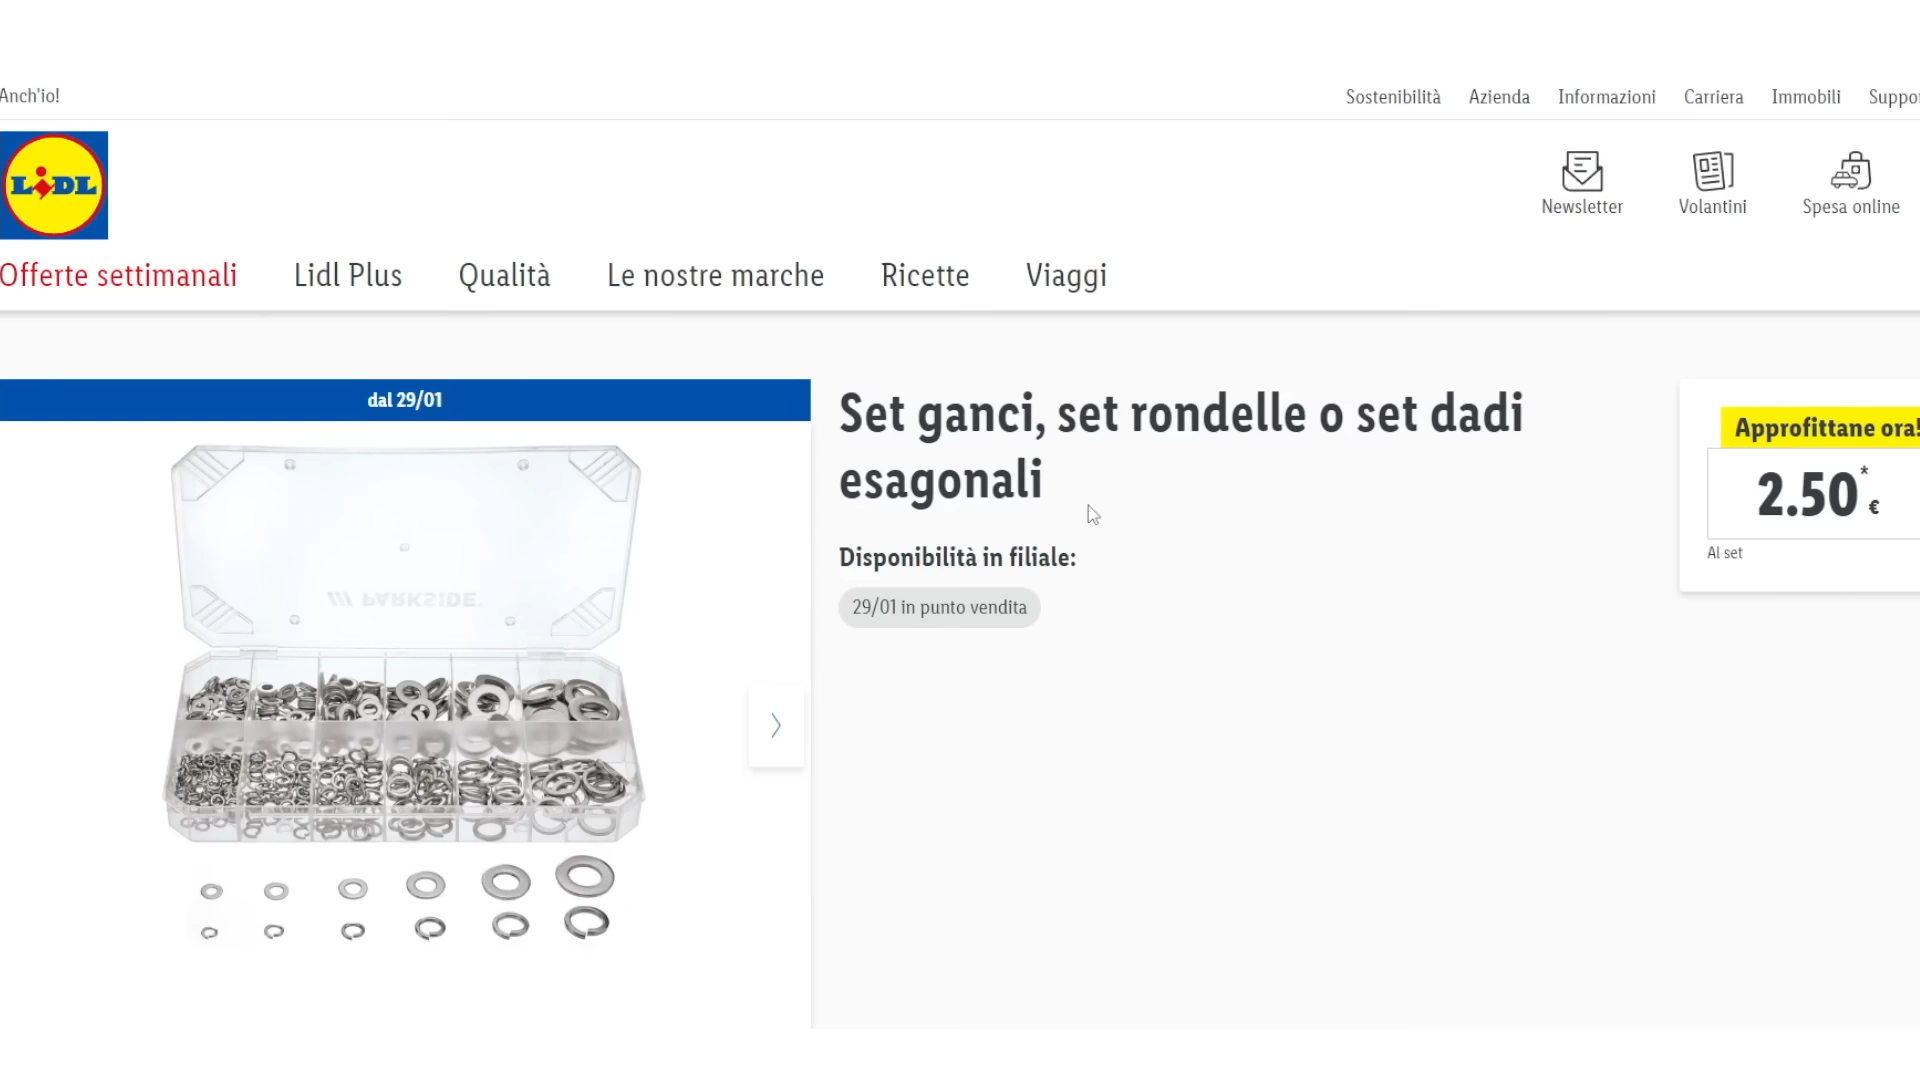 Anch'io!
Sostenibilità Azienda Informazioni Carriera Immobili
LIDL
Newsletter Volantini Spesa online
Offerte settimanali Lidl Plus Qualità Le nostre marche Ricette Viaggi
dal 29/01
Set ganci, set rondelle o set dadi
esagonali
Approfittane ora!
2.50* €
Al set
Disponibilità in filiale:
29/01 in punto vendita
PARKSIDE